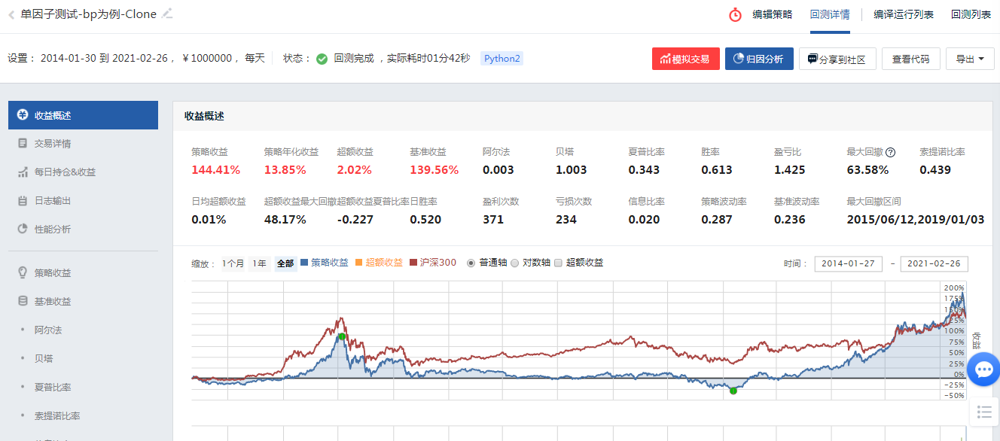 单因子测试-bp为例-Clone
编辑策略 回测详情 编译运行列表 回测列表
设置： 2014-01-30 到 2021-02-26 ， ￥1000000 ， 每天 状态： 回测完成 ，实际耗时01分42秒 Python2
模拟交易 归因分析 分享到社区 查看代码 导出
收益概述
交易详情
每日持仓&收益
日志输出
性能分析
策略收益
基准收益
阿尔法
贝塔
夏普比率
索提诺比率
收益概述
策略收益 策略年化收益 超额收益 基准收益 阿尔法 贝塔 夏普比率 胜率 盈亏比 最大回撤 索提诺比率
144.41% 13.85% 2.02% 139.56% 0.003 1.003 0.343 0.613 1.425 63.58% 0.439
日均超额收益 超额收益最大回撤 超额收益夏普比率 日胜率 盈利次数 亏损次数 信息比率 策略波动率 基准波动率 最大回撤区间
0.01% 48.17% -0.227 0.520 371 234 0.020 0.287 0.236 2015/06/12,2019/01/03
缩放： 1个月 1年 全部 策略收益 超额收益 沪深300 普通轴 对数轴 超额收益 时间： 2014-01-27 - 2021-02-26
200%
175%
150%
125%
100%
75%
50%
25%
0%
-25%
-50%
收益